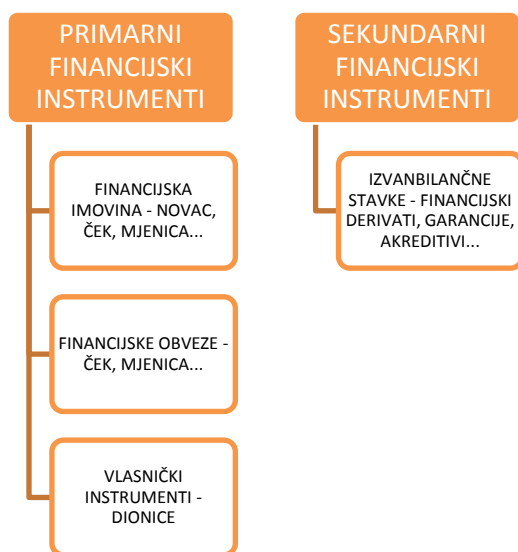 PRIMARNI
FINANCIJSKI
INSTRUMENTI
FINANCIJSKA
IMOVINA - NOVAC,
ČEK, MJENICA...
FINANCIJSKE OBVEZE -
ČEK, MJENICA...
VLASNIČKI
INSTRUMENTI -
DIONICE
SEKUNDARNI
FINANCIJSKI
INSTRUMENTI
IZVANBILANČNE
STAVKE - FINANCIJSKI
DERIVATI, GARANCIJE,
AKREDITIVI...